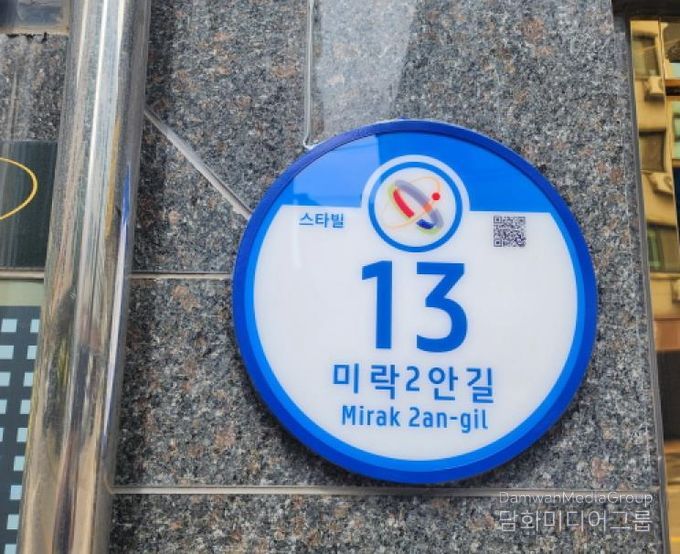 스타빌
13
미락2안길
Mirak 2an-gil
DamwahMediaGroup
담화미디어그룹